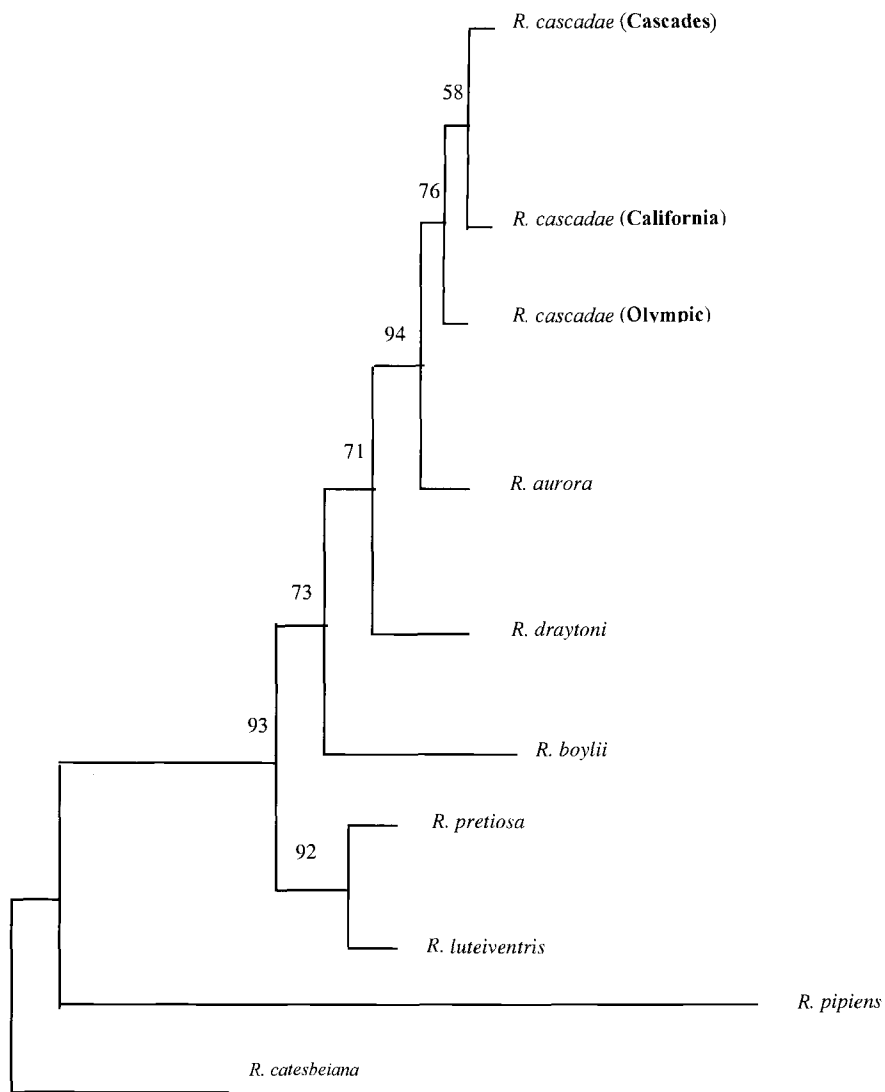 R. cascadae (Cascades)
58
76
R. cascadae (California)
R. cascadae (Olympic)
94
71
R. aurora
73
R. draytoni
93
R. boylii
R. pretiosa
92
R. luteiventris
R. pipiens
R. catesbeiana